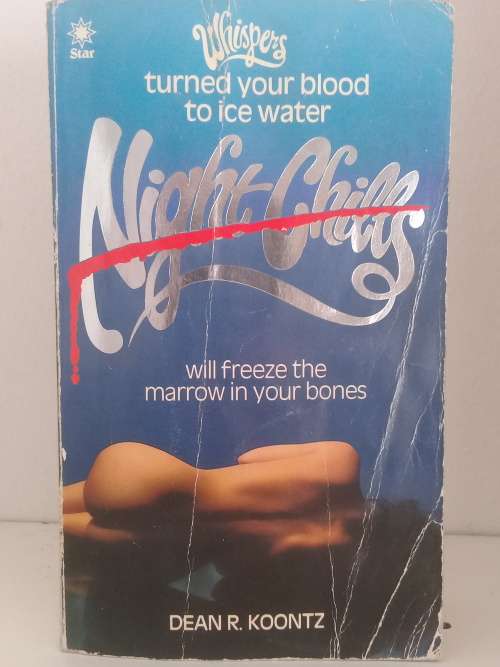 Star
Whispers
turned your blood
to ice water
Night Chills
will freeze the
marrow in your bones
DEAN R. KOONTZ